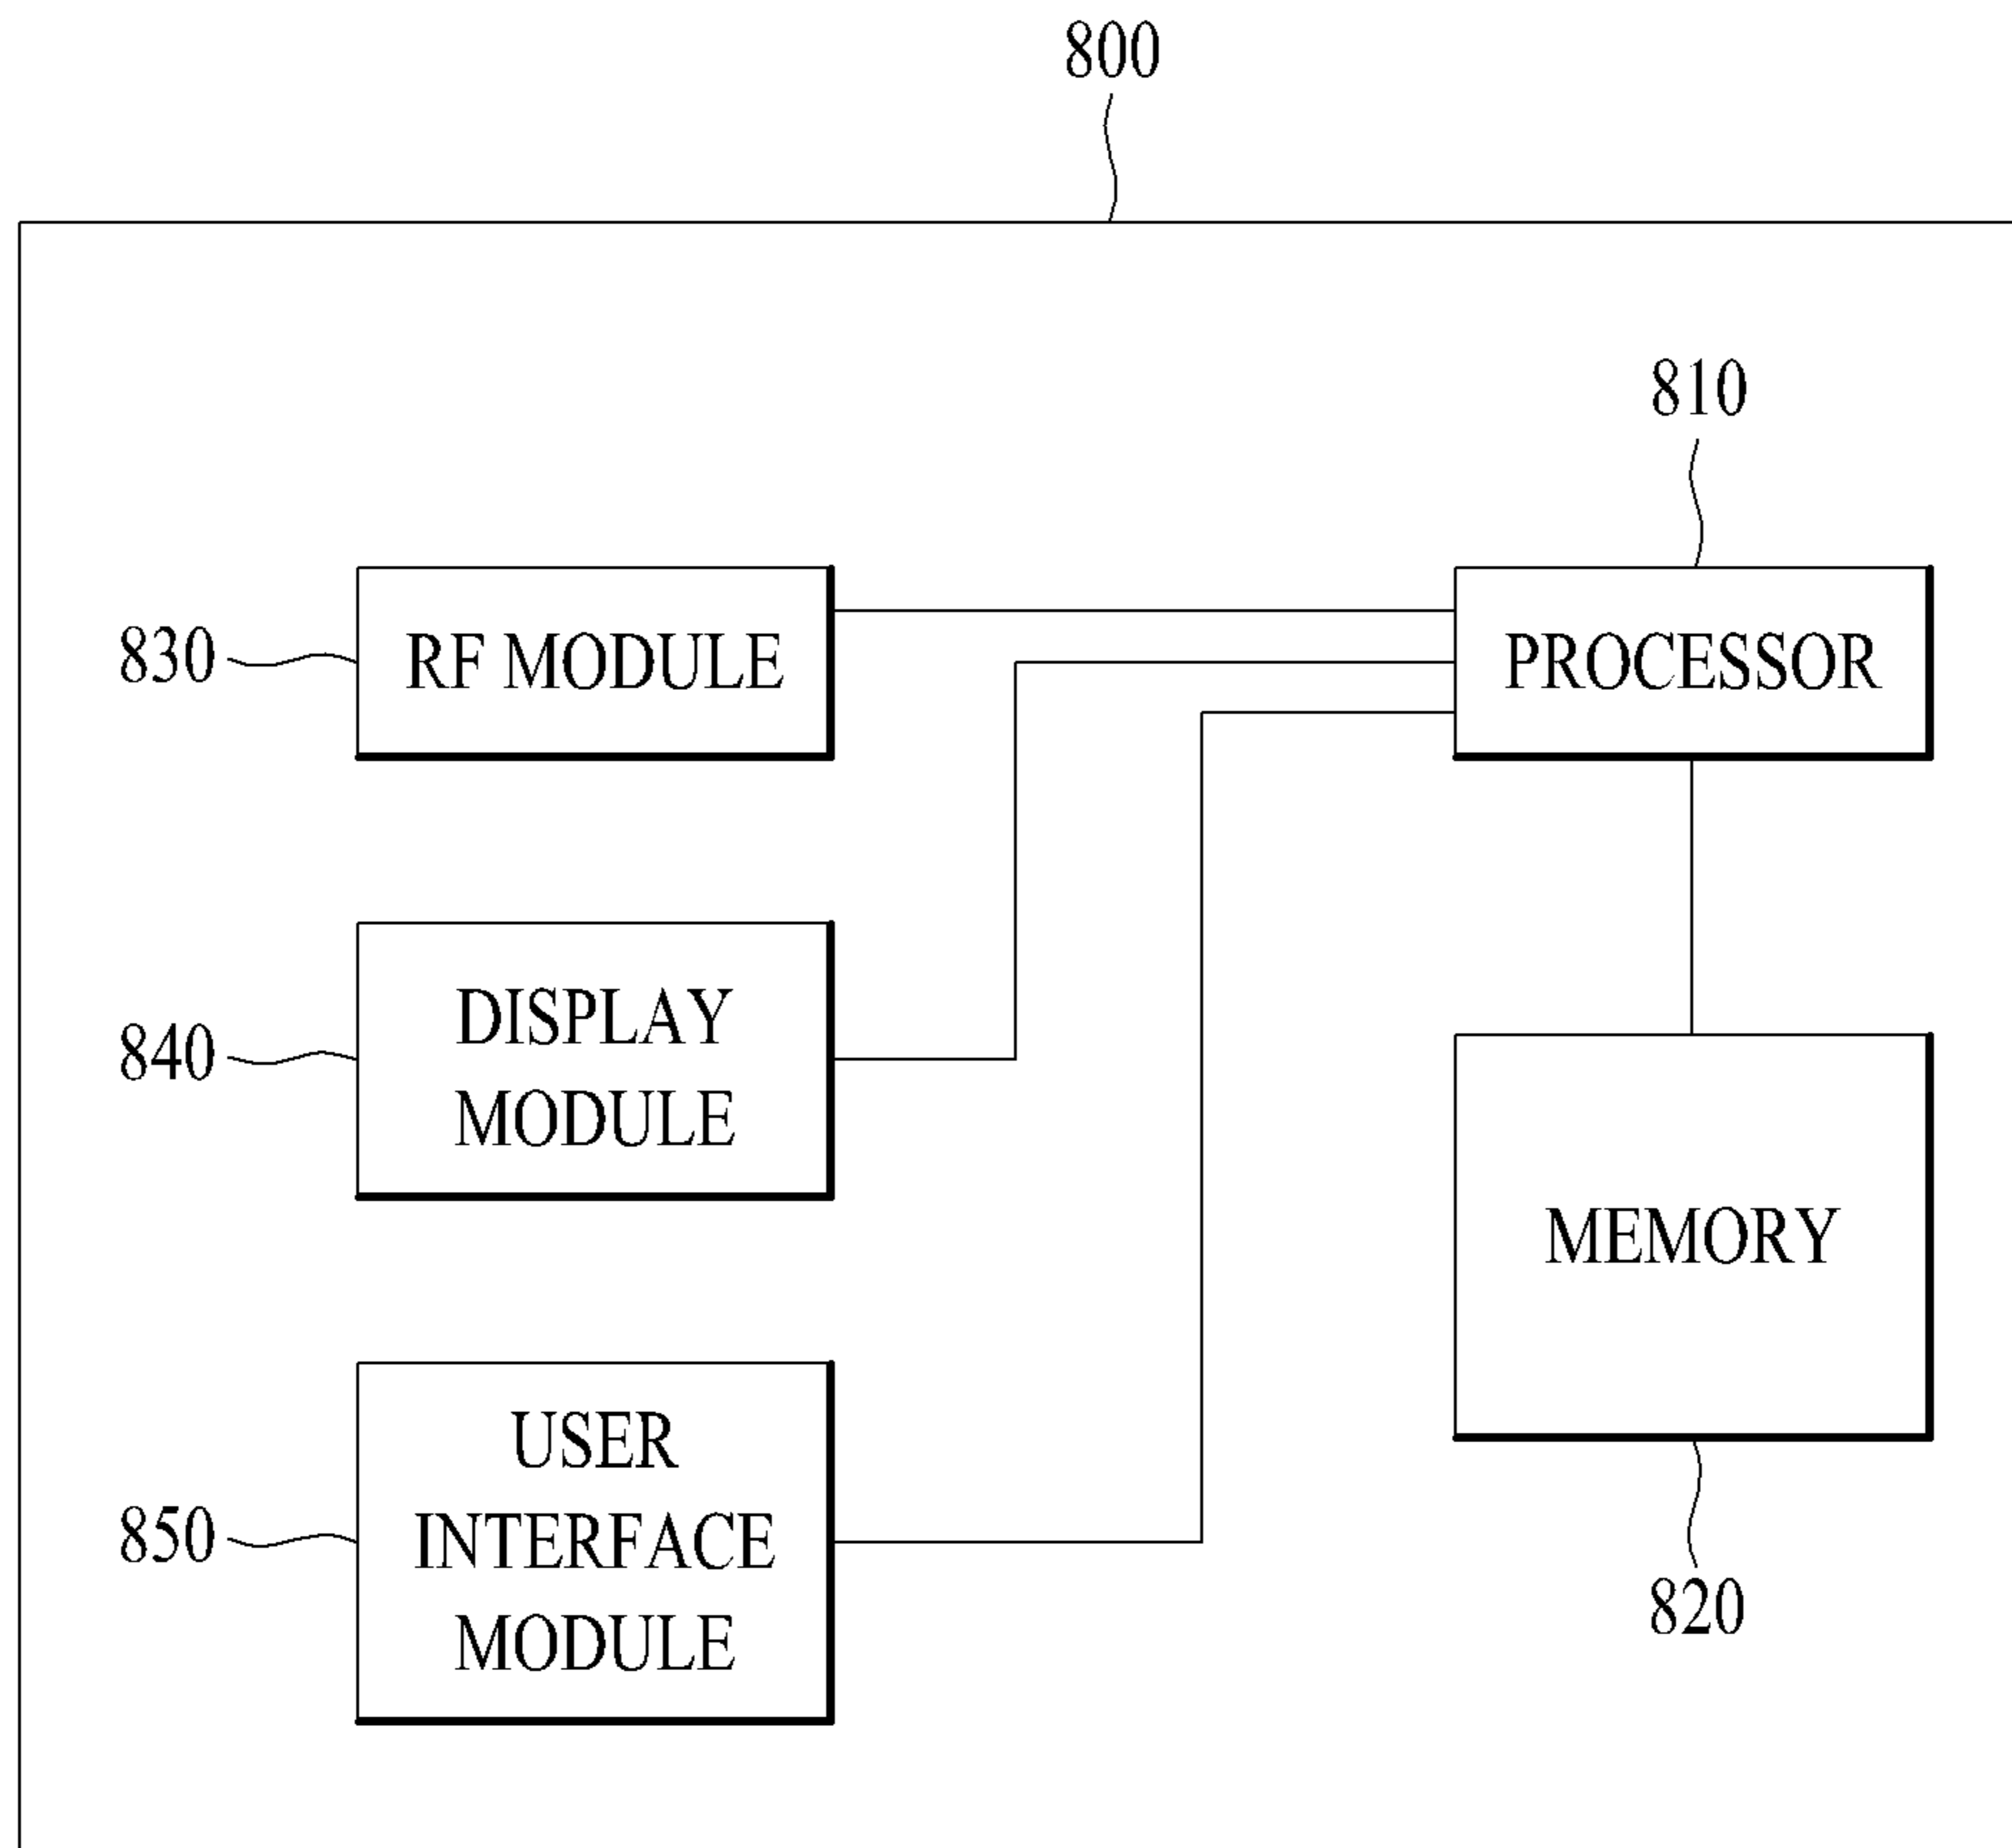 800
810
830
RF MODULE
PROCESSOR
840
DISPLAY
MODULE
MEMORY
850
USER
INTERFACE
MODULE
820